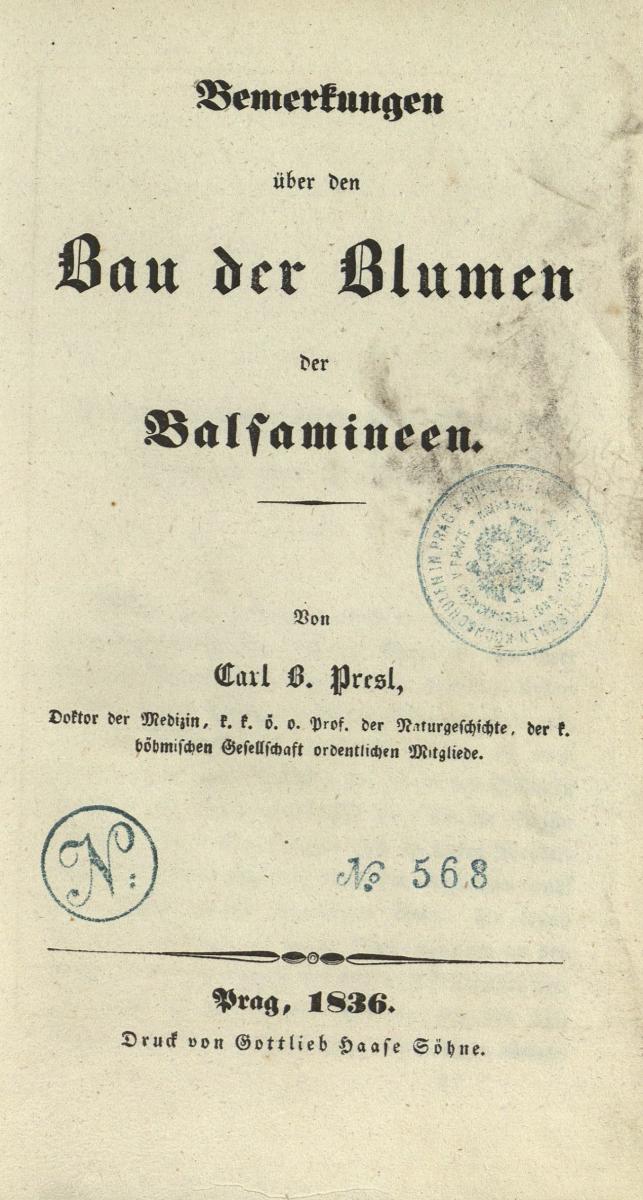 Bemerkungen
über den
Bau der Blumen
der
Balsamineen.
Von
Carl B. Presl,
Doktor der Medizin, k. k. ö. o. Prof. der Naturgeschichte, der k.
böhmischen Gesellschaft ordentlichen Mitgliede.
N:
№ 568
Prag, 1836.
Druck von Gottlieb Haase Söhne.